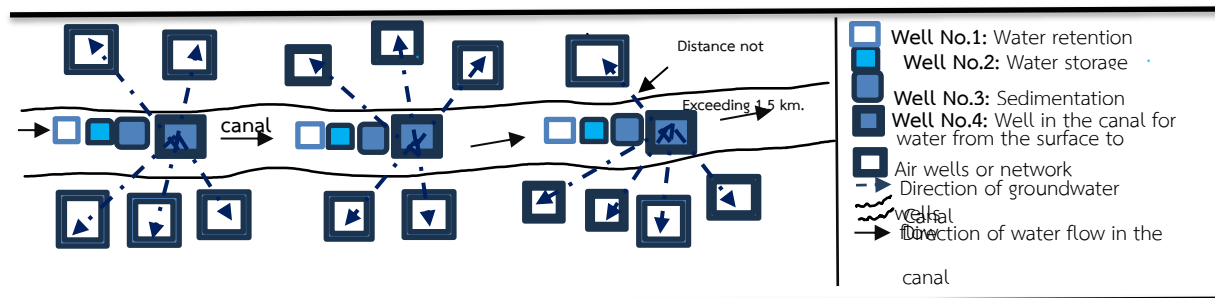 Distance not
Exceeding 1.5 km.
canal
Well No.1: Water retention
Well No.2: Water storage
Well No.3: Sedimentation
Well No.4: Well in the canal for
water from the surface to
Air wells or network
Direction of groundwater
wells
Canal
flow
Direction of water flow in the
canal